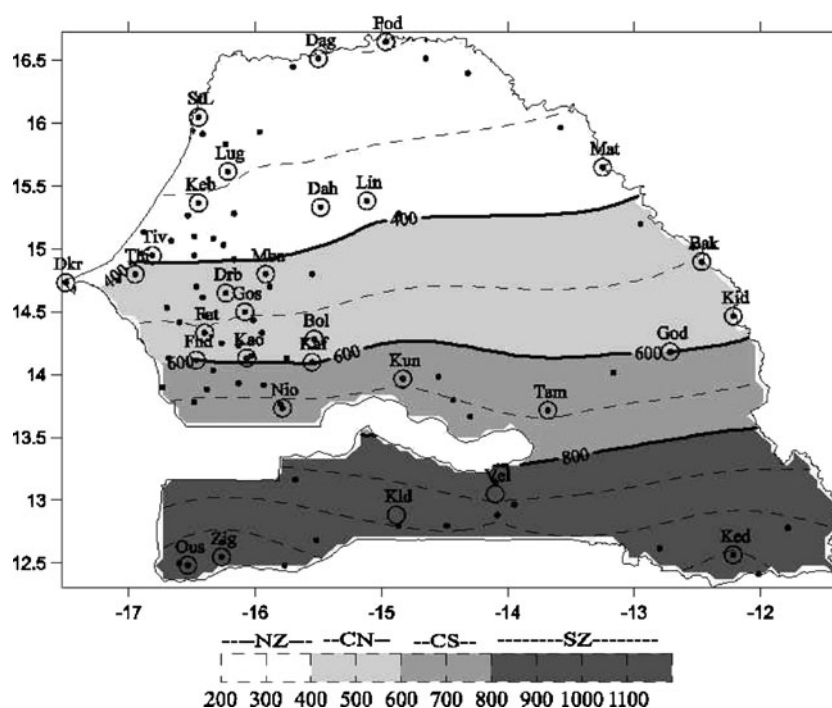 Pod
Dag
16.5
StL
16
Lug
Mat
15.5
Keb
Dah
Lin
400
15
Tiv
Mba
Bak
Dkr
400
Thi
Drb
14.5
Gos
Kid
Fat
Bol
Fnd
Kao
Kaf
God
600
600
600
14
Kun
Nio
Tam
13.5
800
Vel
13
Kld
12.5
Ous
Zig
Ked
-17 -16 -15 -14 -13 -12
----NZ---- --CN-- --CS-- ---------SZ---------
200 300 400 500 600 700 800 900 1000 1100